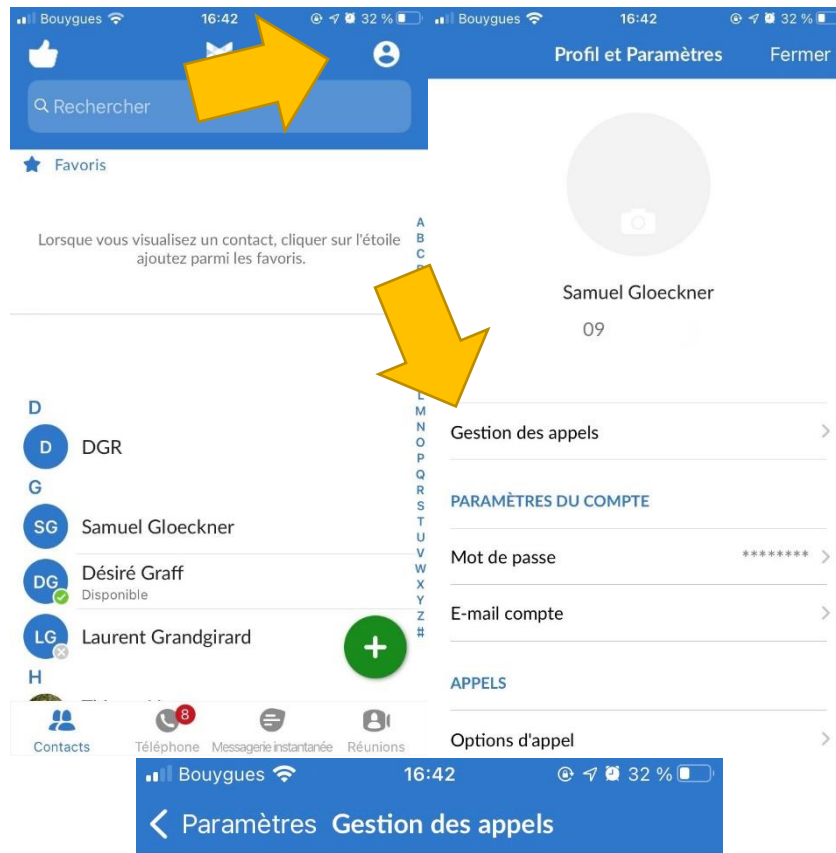 Bouygues 16:42 32 %
Rechercher
Favoris
Lorsque vous visualisez un contact, cliquer sur l'étoile
ajoutez parmi les favoris.
A
B
C
D
DGR
G
SG Samuel Gloeckner
DG Désiré Graff
Disponible
LG Laurent Grandgirard
H
L
M
N
O
P
Q
R
S
T
U
V
W
X
Y
Z
#
8
Contacts Téléphone Messagerie instantanée Réunions
Bouygues 16:42 32 %
Profil et Paramètres Fermer
Samuel Gloeckner
09
Gestion des appels
PARAMÈTRES DU COMPTE
Mot de passe ********
E-mail compte
APPELS
Options d'appel
Bouygues 16:42 32 %
Paramètres Gestion des appels